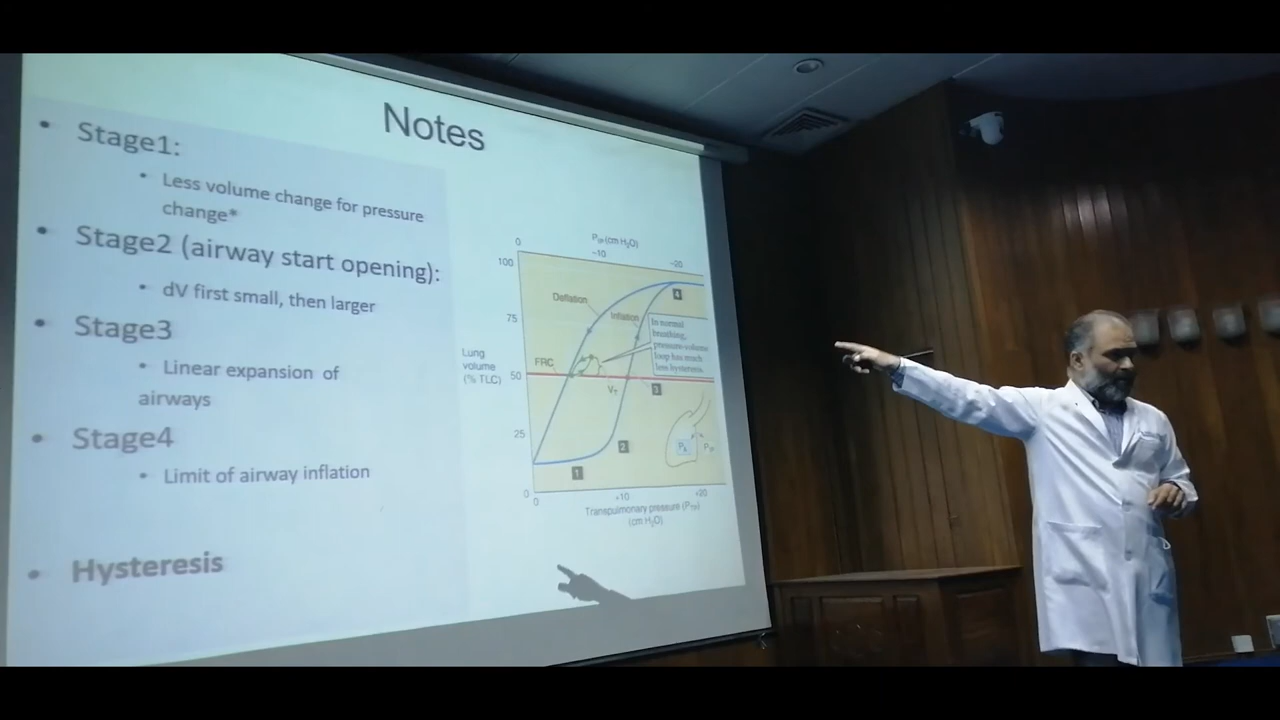 Notes
• Stage1:
• Less volume change for pressure
change*
• Stage2 (airway start opening):
• dV first small, then larger
• Stage3
• Linear expansion of
airways
• Stage4
• Limit of airway inflation
• Hysteresis
(cm H₂O)
0
−10
−20
100
75
50
25
0
Lung
volume
(% TLC)
Deflation
Inflation
4
In normal
breathing,
pressure-volume
loop has much
less hysteresis.
FRC
3
2
1
0
+10
+20
Transpulmonary pressure (
(cm H₂O)